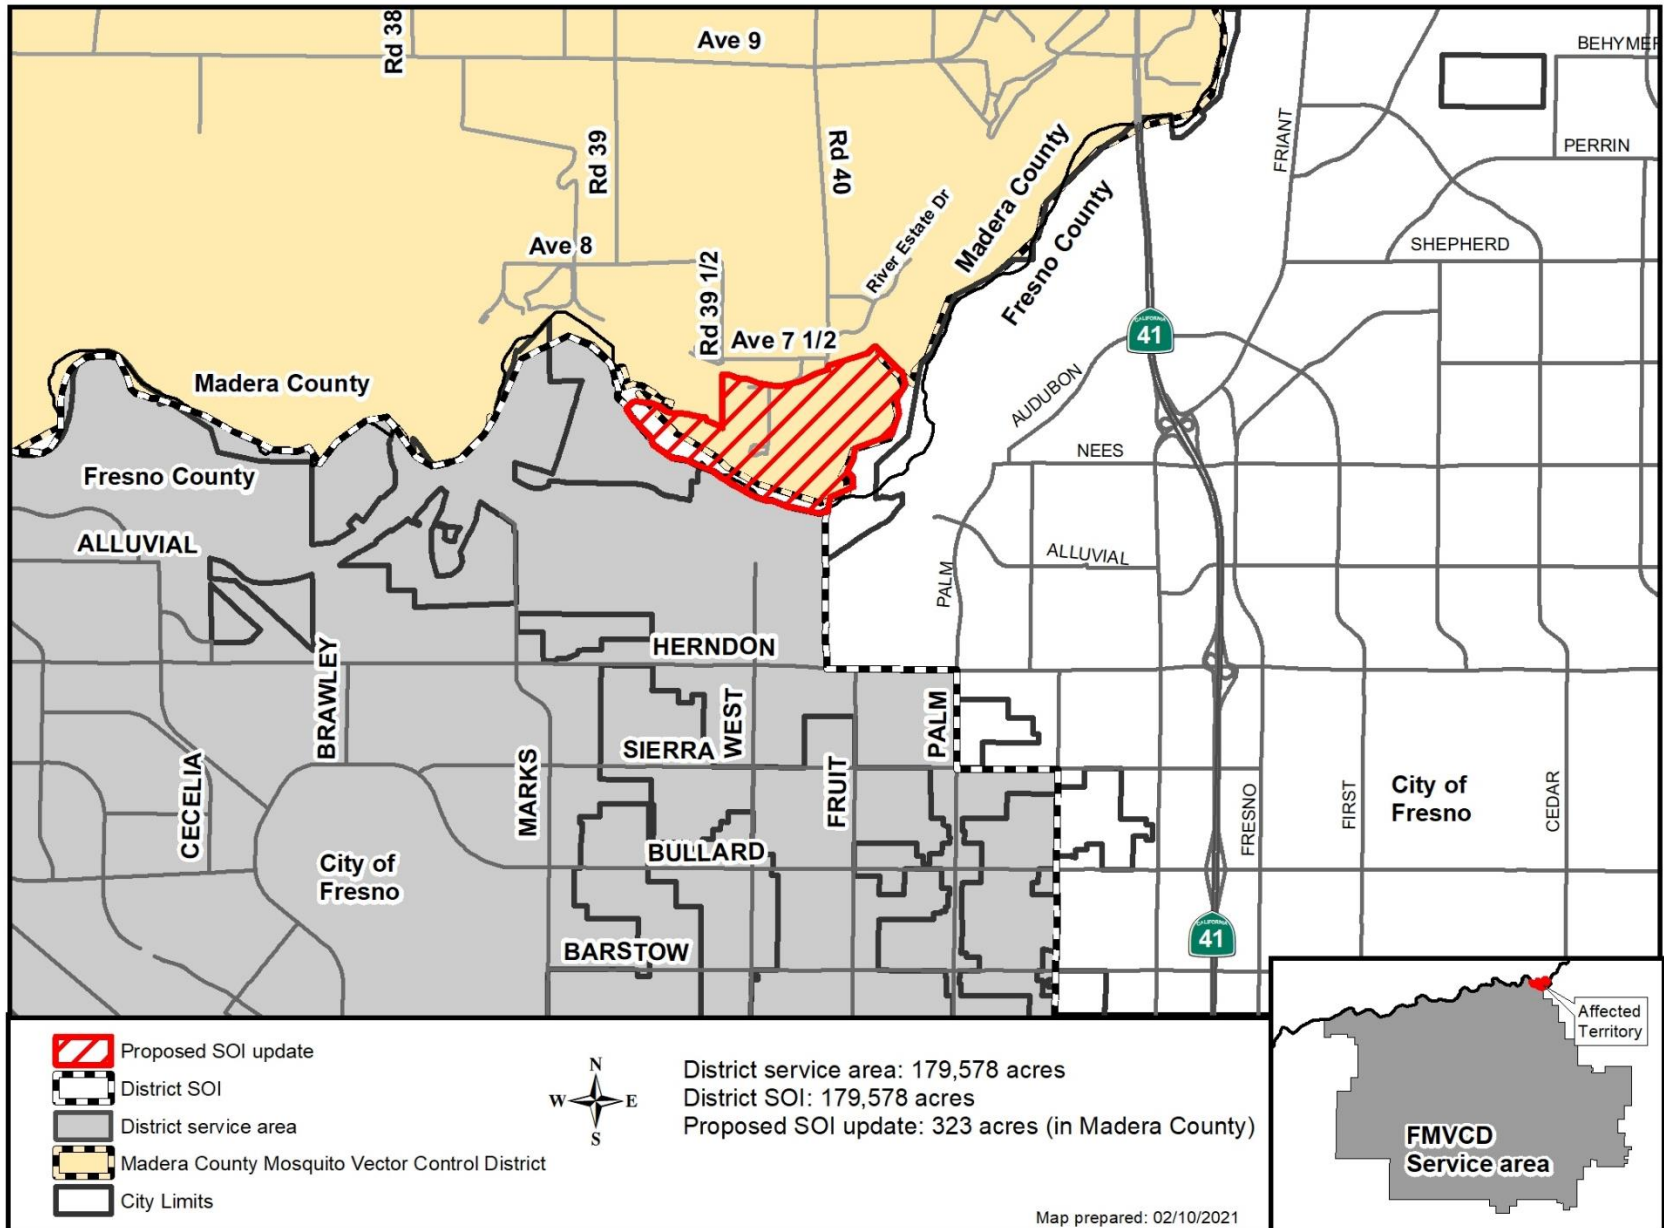 Rd 38
Ave 9
BEHYMER
Rd 39
Rd 40
FRIANT
PERRIN
Madera County
Fresno County
River Estate Dr
SHEPHERD
Ave 8
Rd 39 1/2
Ave 7 1/2
CALIFORNIA
41
Madera County
AUDUBON
NEES
Fresno County
ALLUVIAL
ALLUVIAL
PALM
HERNDON
BRAWLEY
WEST
PALM
SIERRA
CECELIA
MARKS
FRUIT
FRESNO
FIRST
CEDAR
City of
Fresno
BULLARD
City of
Fresno
BARSTOW
CALIFORNIA
41
Proposed SOI update
District SOI
District service area
Madera County Mosquito Vector Control District
City Limits
N
W E
S
District service area: 179,578 acres
District SOI: 179,578 acres
Proposed SOI update: 323 acres (in Madera County)
Map prepared: 02/10/2021
Affected
Territory
FMVCD
Service area